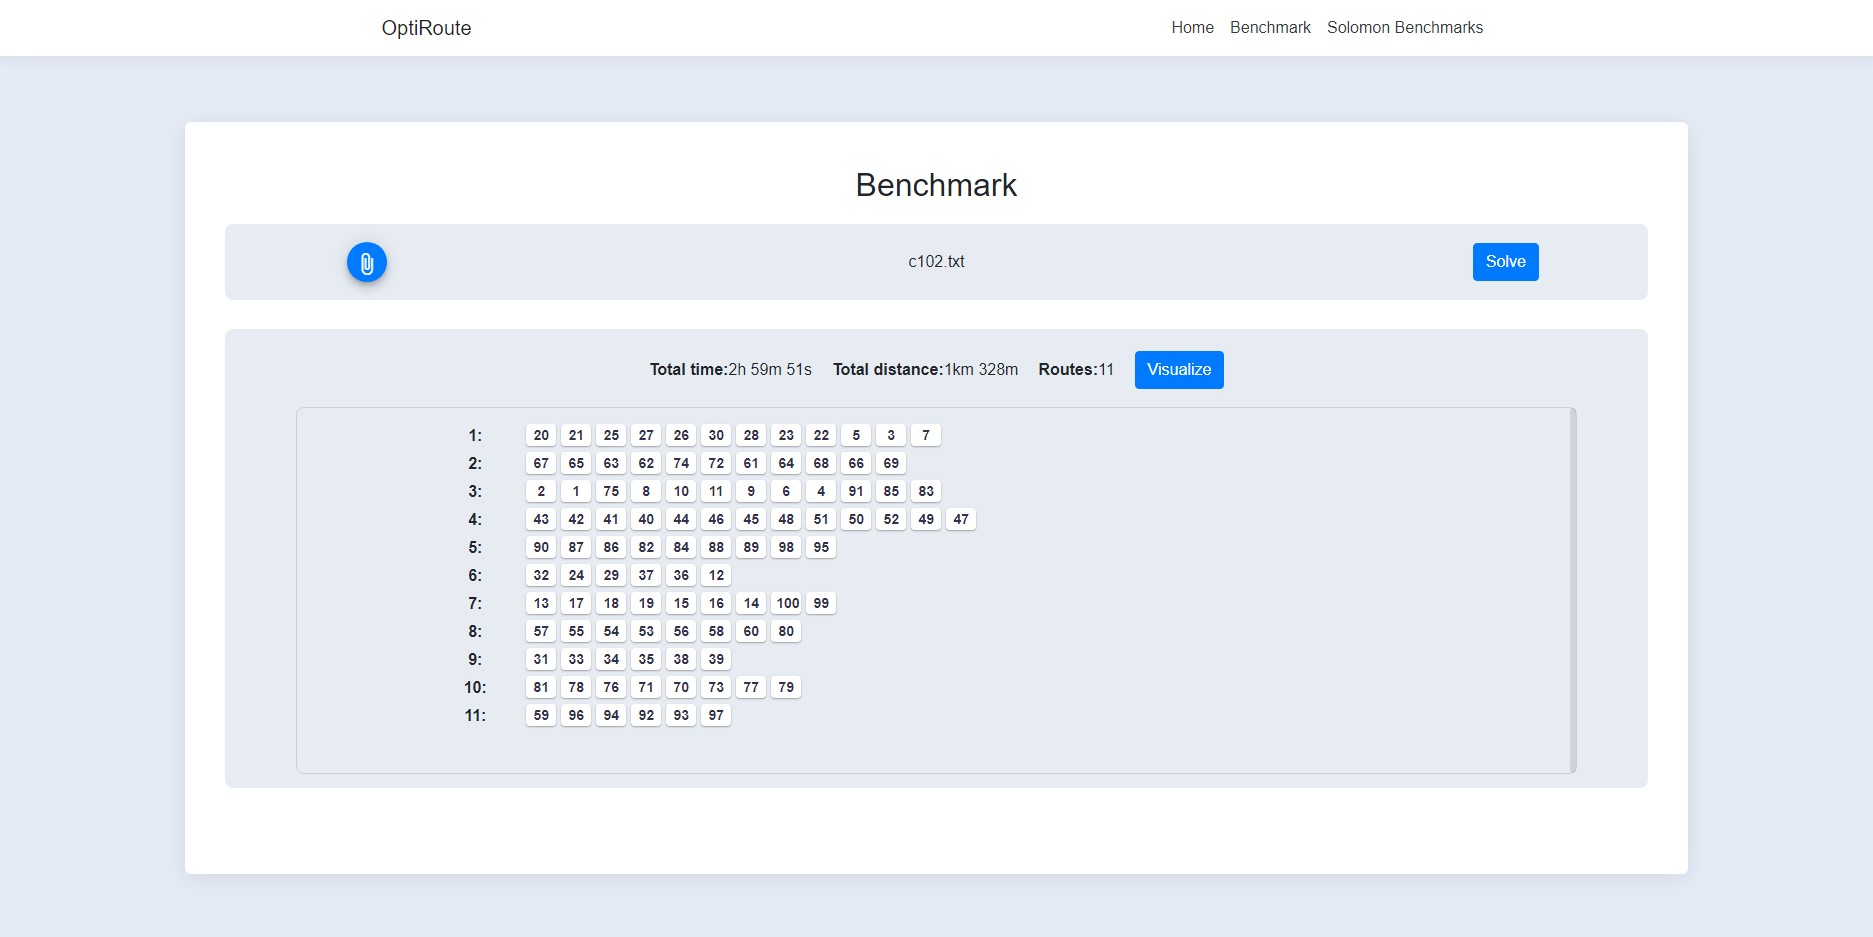 OptiRoute Home Benchmark Solomon Benchmarks
Benchmark
c102.txt Solve
Total time:2h 59m 51s Total distance:1km 328m Routes:11 Visualize
1: 20 21 25 27 26 30 28 23 22 5 3 7
2: 67 65 63 62 74 72 61 64 68 66 69
3: 2 1 75 8 10 11 9 6 4 91 85 83
4: 43 42 41 40 44 46 45 48 51 50 52 49 47
5: 90 87 86 82 84 88 89 98 95
6: 32 24 29 37 36 12
7: 13 17 18 19 15 16 14 100 99
8: 57 55 54 53 56 58 60 80
9: 31 33 34 35 38 39
10: 81 78 76 71 70 73 77 79
11: 59 96 94 92 93 97